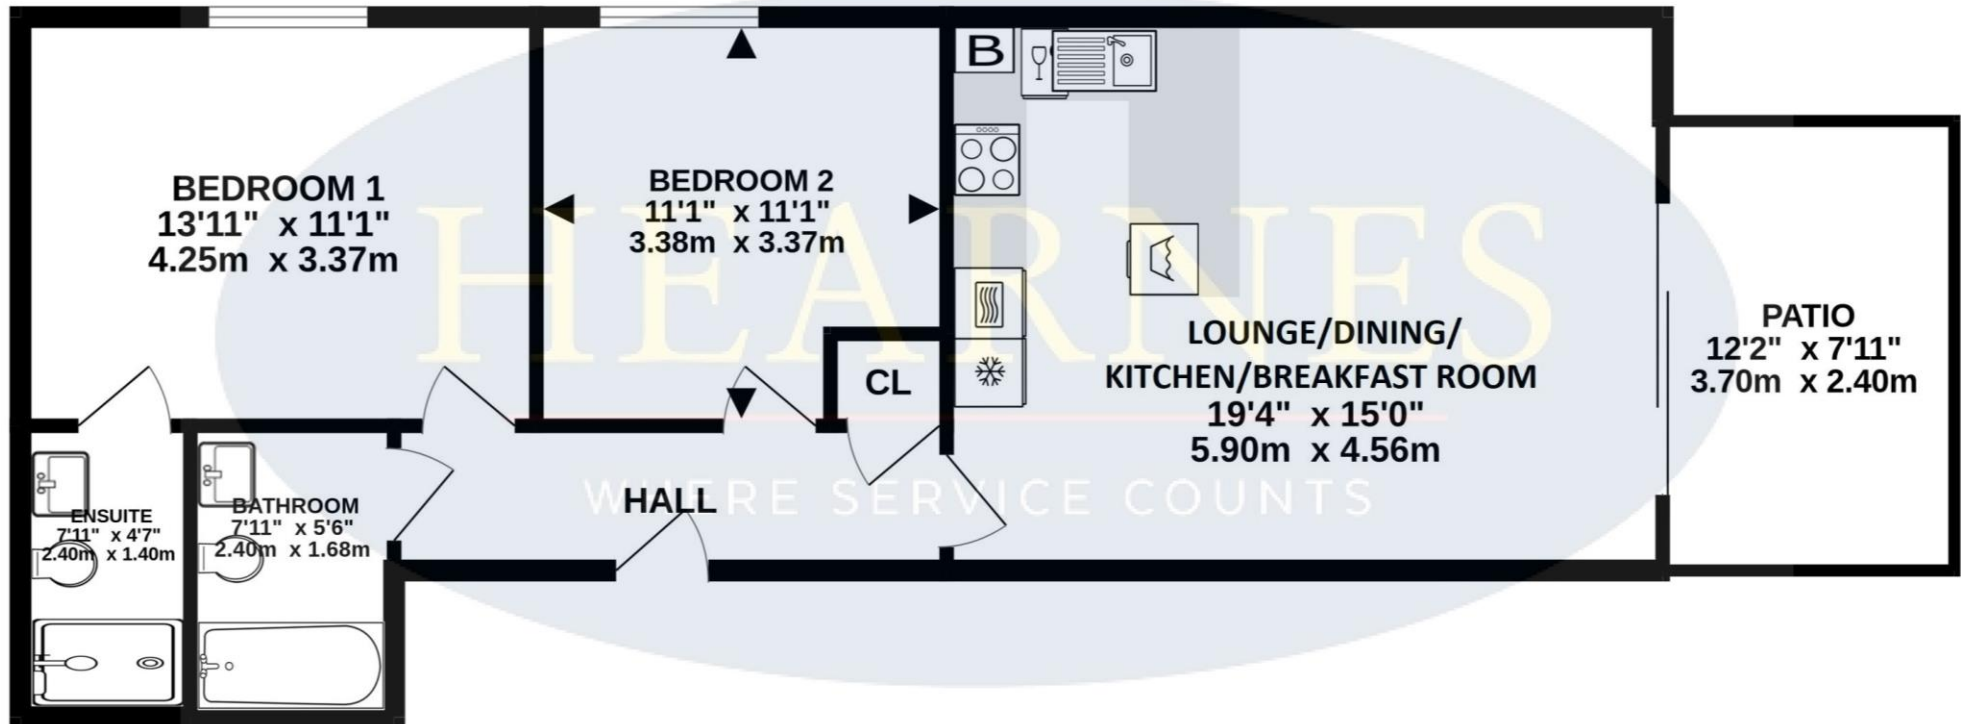 BEDROOM 1
13'11" x 11'1"
4.25m x 3.37m
BEDROOM 2
11'1" x 11'1"
3.38m x 3.37m
B
CL
LOUNGE/DINING/
KITCHEN/BREAKFAST ROOM
19'4" x 15'0"
5.90m x 4.56m
PATIO
12'2" x 7'11"
3.70m x 2.40m
ENSUITE
7'11" x 4'7"
2.40m x 1.40m
BATHROOM
7'11" x 5'6"
2.40m x 1.68m
HALL
HEARNES
WHERE SERVICE COUNTS